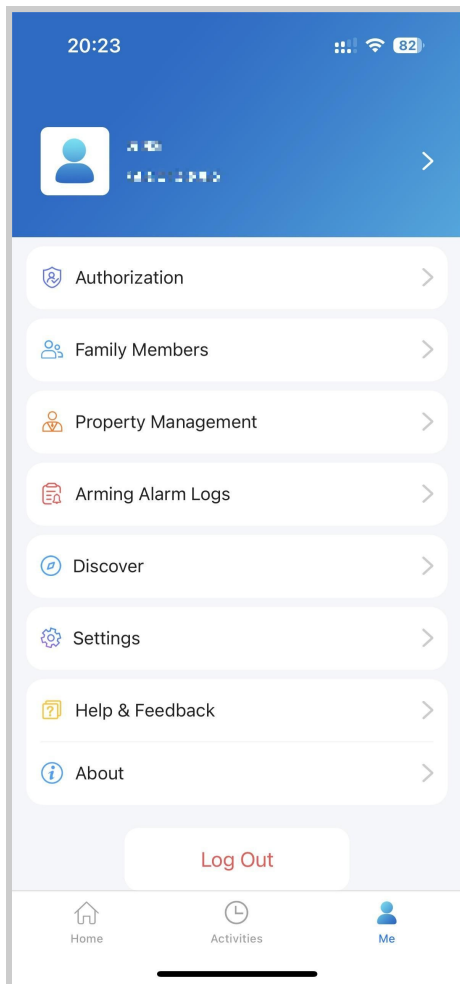 20:23
82
Authorization
Family Members
Property Management
Arming Alarm Logs
Discover
Settings
Help & Feedback
About
Log Out
Home
Activities
Me